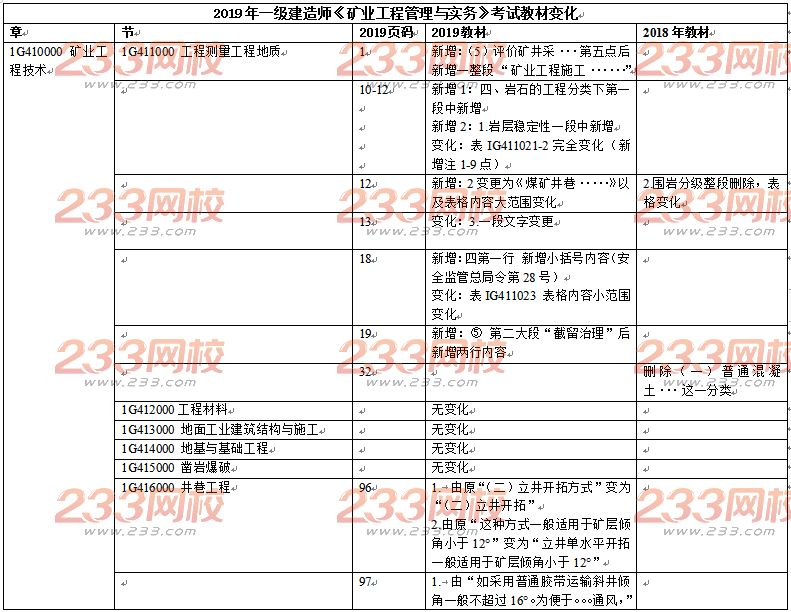 2019年一级建造师《矿业工程管理与实务》考试教材变化
章 节 2019页码 2019教材 2018年教材
1G410000 矿业工程技术 1G411000 工程测量工程地质 1 新增:(5)评价矿井采···第五点后
新增一整段“矿业工程施工······”
10-12 新增1:四、岩石的工程分类下第一
段中新增
新增2:1.岩层稳定性一段中新增
变化:表IG411021-2完全变化(新
增注1-9点)
12 新增:2变更为《煤矿井巷·····》以 2.围岩分级整段删除,表
及表格内容大范围变化 格变化
13 变化:3.一段文字变更
18 新增:四第一行 新增小括号内容(安
全监管总局令第28号)
变化:表IG411023 表格内容小范围
变化
19 新增:⑤ 第二大段“截留治理”后
新增两行内容
32 删除(一)普通混凝
土···这一分类
1G412000工程材料 无变化
1G413000 地面工业建筑结构与施工 无变化
1G414000 地基与基础工程 无变化
1G415000 凿岩爆破 无变化
1G416000 井巷工程 96 1.由原“(二)立井开拓方式”变为
“(二)立井开拓”
2.由原“这种方式一般适用于矿层倾
角小于12°”变为“立井单水平开拓
一般适用于矿层倾角小于12°”
97 1.由“如采用普通胶带运输斜井倾
角一般不超过16°。为便于。。。通风,”
233网校
www.233.com